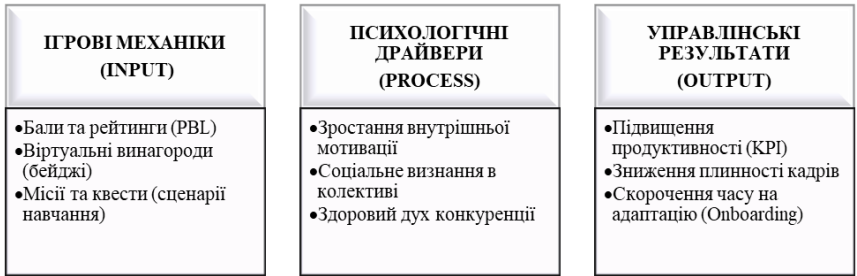 ІГРОВІ МЕХАНІКИ
(INPUT)
•Бали та рейтинги (PBL)
•Віртуальні винагороди
(бейджі)
•Місії та квести (сценарії
навчання)
ПСИХОЛОГІЧНІ
ДРАЙВЕРИ
(PROCESS)
•Зростання внутрішньої
мотивації
•Соціальне визнання в
колективі
•Здоровий дух конкуренції
УПРАВЛІНСЬКІ
РЕЗУЛЬТАТИ
(OUTPUT)
•Підвищення
продуктивності (KPI)
•Зниження плинності кадрів
•Скорочення часу на
адаптацію (Onboarding)